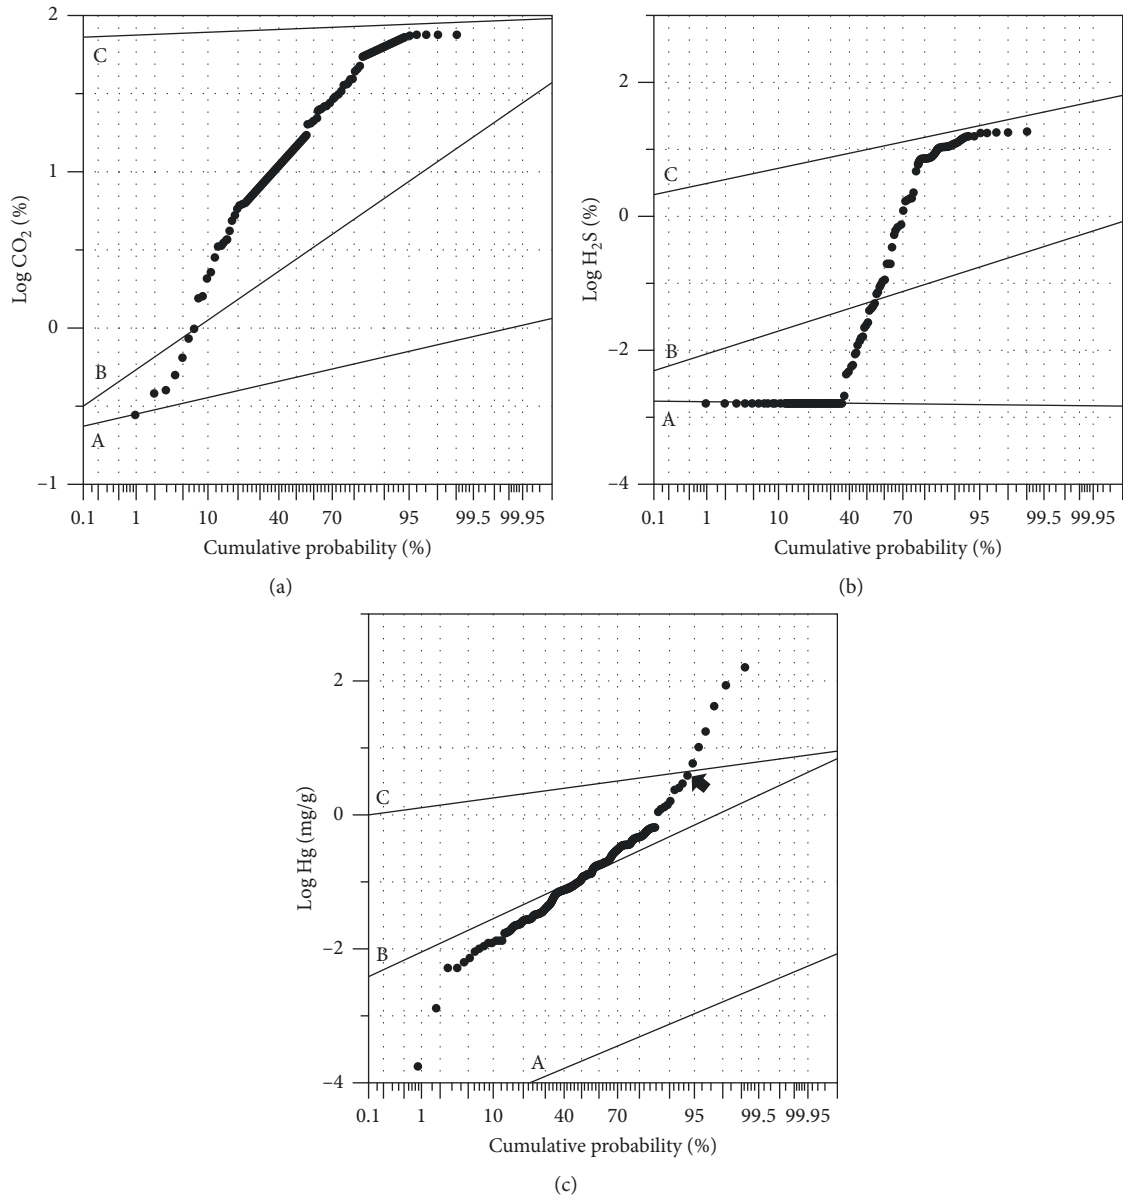 2
1
0
−1
Log CO2 (%)
C
B
A
0.1 1 10 70 95 99.5 99.95
Cumulative probability (%)
(a)
2
0
−2
−4
Log H2S (%)
C
B
A
0.1 1 10 40 70 95 99.5 99.95
Cumulative probability (%)
(b)
2
0
−2
−4
Log Hg (mg/g)
C
B
A
0.1 1 10 40 70 95 99.5 99.95
Cumulative probability (%)
(c)